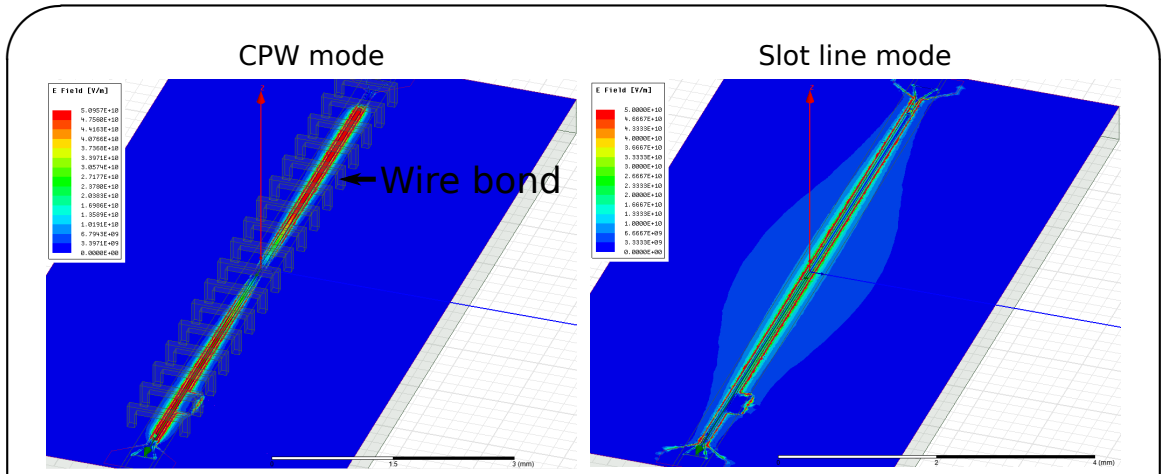 CPW mode
Slot line mode
E Field [V/m]
5.0957E+10
4.7560E+10
4.4163E+10
4.0766E+10
3.7368E+10
3.3971E+10
3.0574E+10
2.7177E+10
2.3780E+10
2.0383E+10
1.6986E+10
1.3589E+10
1.0191E+10
6.7943E+09
3.3971E+09
0.0000E+00
Wire bond
1.5
3 (mm)
E Field [V/m]
5.0000E+10
4.6667E+10
4.3333E+10
4.0000E+10
3.6667E+10
3.3333E+10
3.0000E+10
2.6667E+10
2.3333E+10
2.0000E+10
1.6667E+10
1.3333E+10
1.0000E+10
6.6667E+09
3.3333E+09
0.0000E+00
2
4 (mm)